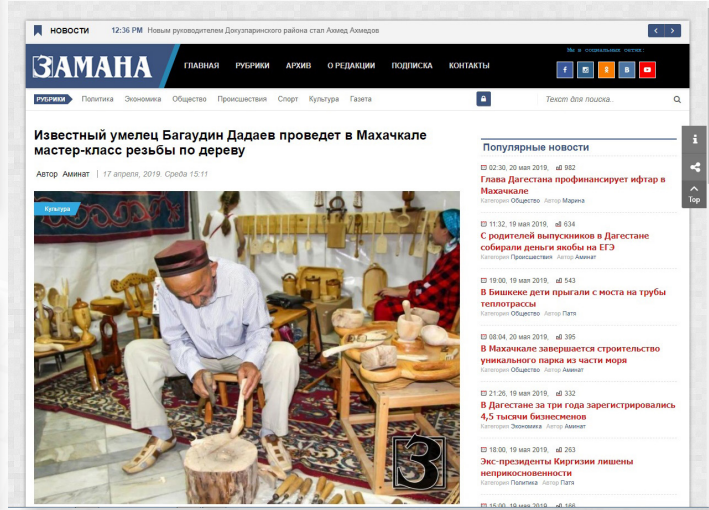 НОВОСТИ
12:36 PM Новым руководителем Докузпаринского района стал Ахмед Ахмедов
Мы в социальных сетях:
ЗАМАНА
ГЛАВНАЯ РУБРИКИ АРХИВ О РЕДАКЦИИ ПОДПИСКА КОНТАКТЫ
РУБРИКИ Политика Экономика Общество Происшествия Спорт Культура Газета
Текст для поиска..
Известный умелец Багаудин Дадаев проведет в Махачкале
мастер-класс резьбы по дереву
Автор Аминат | 17 апреля, 2019. Среда 15:11
Культура
З
Популярные новости
02:30, 20 мая 2019, 982
Глава Дагестана профинансирует ифтар в
Махачкале
Категория Общество Автор Марина
11:32, 19 мая 2019, 634
С родителей выпускников в Дагестане
собирали деньги якобы на ЕГЭ
Категория Происшествия Автор Аминат
19:00, 19 мая 2019, 543
В Бишкеке дети прыгали с моста на трубы
теплотрассы
Категория Общество Автор Патя
08:04, 20 мая 2019, 395
В Махачкале завершается строительство
уникального парка из части моря
Категория Общество Автор Аминат
21:26, 19 мая 2019, 332
В Дагестане за три года зарегистрировались
4,5 тысячи бизнесменов
Категория Экономика Автор Аминат
18:00, 19 мая 2019, 263
Экс-президенты Киргизии лишены
неприкосновенности
Категория Политика Автор Патя
15:00, 19 мая 2019, 166
Top